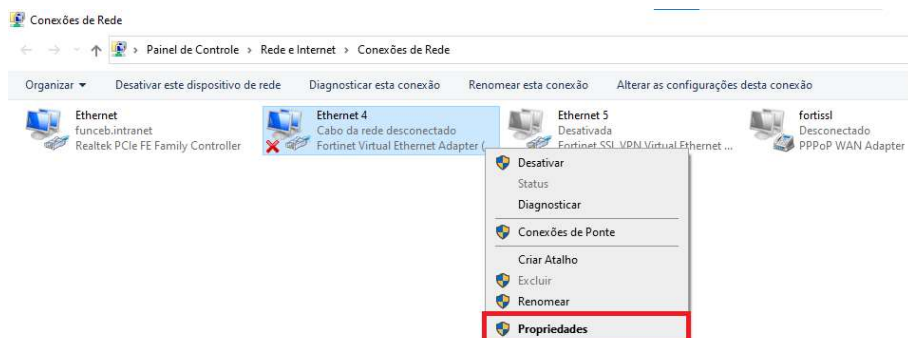 Conexões de Rede
Painel de Controle > Rede e Internet > Conexões de Rede
Organizar Desativar este dispositivo de rede Diagnosticar esta conexão Renomear esta conexão Alterar as configurações desta conexão
Ethernet
funceb.intranet
Realtek PCIe FE Family Controller
Ethernet 4
Cabo da rede desconectado
Fortinet Virtual Ethernet Adapter (
Ethernet 5
Desativada
Fortinet SSL VPN Virtual Ethernet ...
fortissl
Desconectado
PPPoP WAN Adapter
Desativar
Status
Diagnosticar
Conexões de Ponte
Criar Atalho
Excluir
Renomear
Propriedades